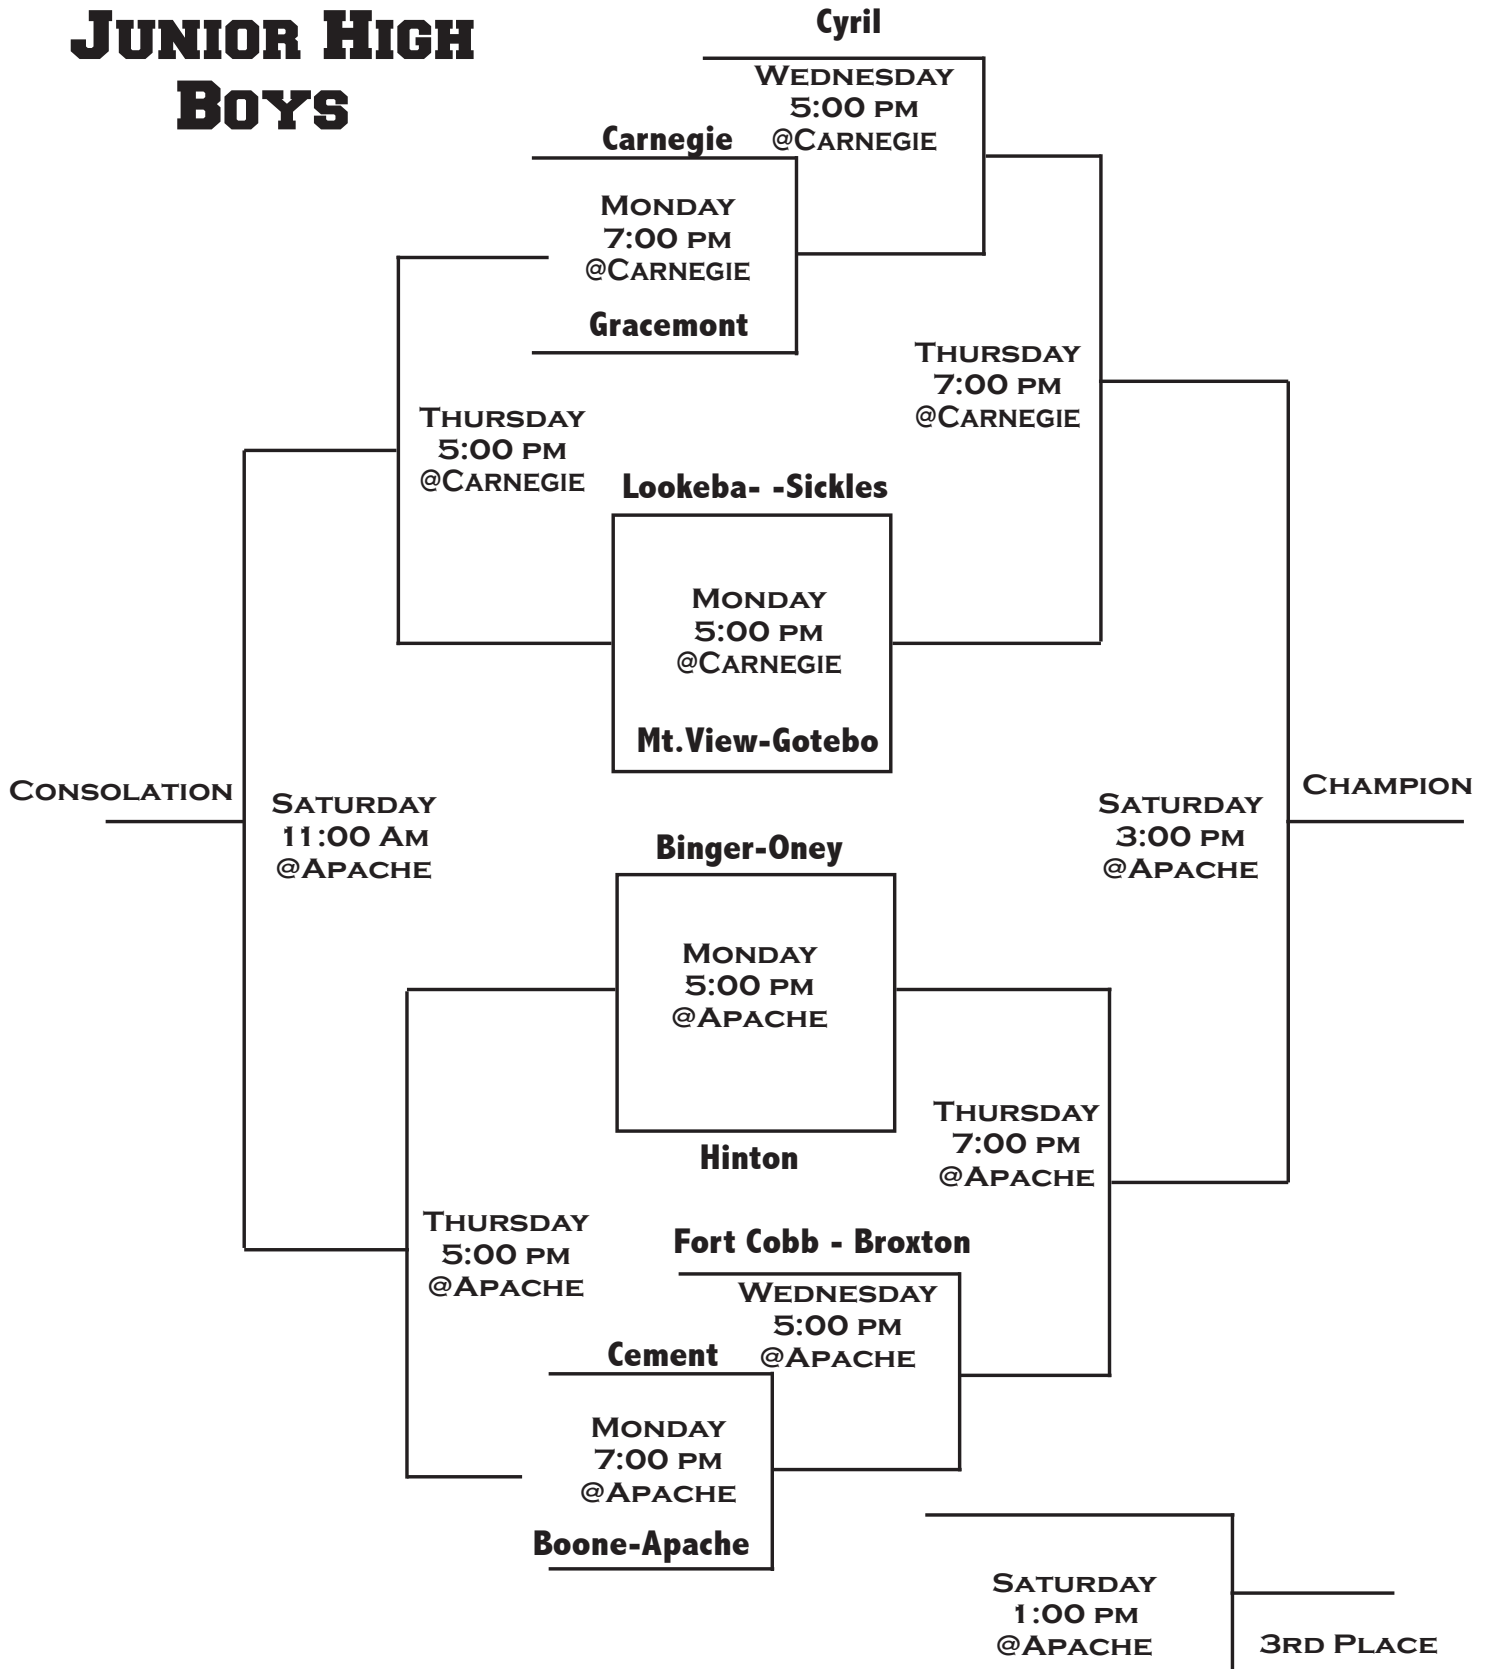 JUNIOR HIGH
BOYS
Cyril
WEDNESDAY
5:00 PM
@CARNEGIE
Carnegie
MONDAY
7:00 PM
@CARNEGIE
Gracemont
THURSDAY
7:00 PM
@CARNEGIE
THURSDAY
5:00 PM
@CARNEGIE
Lookeba- -Sickles
MONDAY
5:00 PM
@CARNEGIE
Mt.View-Gotebo
CONSOLATION
SATURDAY
11:00 AM
@APACHE
SATURDAY
3:00 PM
@APACHE
CHAMPION
Binger-Oney
MONDAY
5:00 PM
@APACHE
Hinton
THURSDAY
7:00 PM
@APACHE
THURSDAY
5:00 PM
@APACHE
Fort Cobb - Broxton
WEDNESDAY
5:00 PM
@APACHE
Cement
MONDAY
7:00 PM
@APACHE
Boone-Apache
SATURDAY
1:00 PM
@APACHE
3RD PLACE